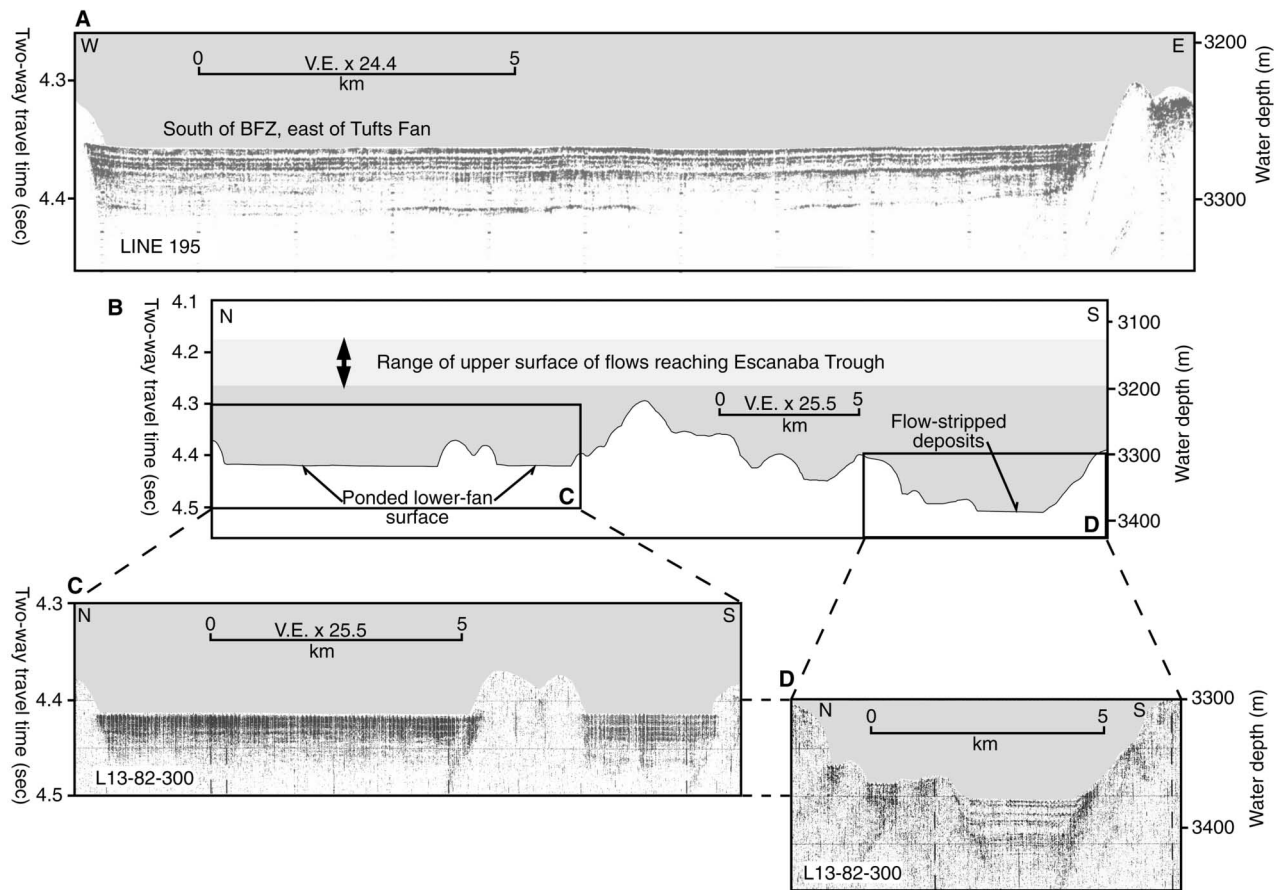 A
W
E
0
V.E. x 24.4
5
km
South of BFZ, east of Tufts Fan
LINE 195
Two-way travel time (sec)
4.3
4.4
3200
3300
Water depth (m)
B
N
S
Two-way travel time (sec)
4.1
4.2
4.3
4.4
4.5
3100
3200
3300
3400
Water depth (m)
Range of upper surface of flows reaching Escanaba Trough
0
V.E. x 25.5
5
km
Flow-stripped
deposits
Ponded lower-fan
surface
C
D
C
N
S
0
V.E. x 25.5
5
km
Two-way travel time (sec)
4.3
4.4
4.5
L13-82-300
D
N
S
0
5
km
3300
3400
Water depth (m)
L13-82-300